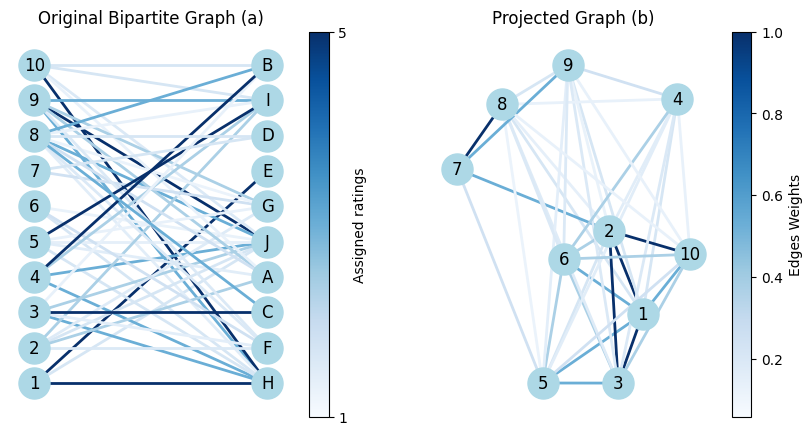 Original Bipartite Graph (a)
10
9
8
7
6
5
4
3
2
1
B
I
D
E
G
J
A
C
F
H
5
1
Assigned ratings
Projected Graph (b)
9
8
4
7
2
6
10
1
5
3
1.0
0.8
0.6
0.4
0.2
Edges Weights